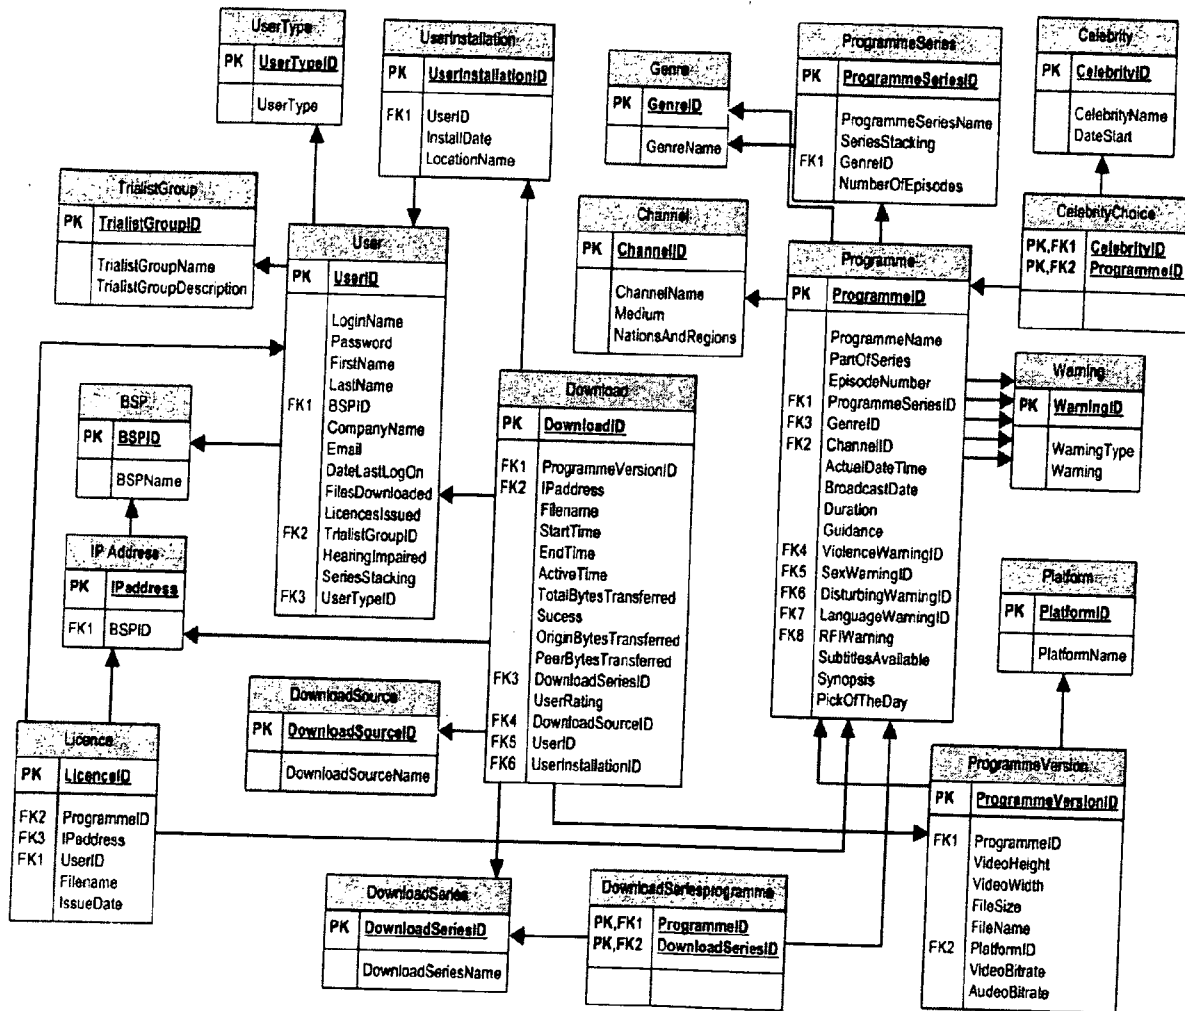 UserType
PK UserTypeID
UserType
UserInstallation
PK UserInstallationID
FK1 UserID
InstallDate
LocationName
Genre
PK GenreID
GenreName
ProgrammeSeries
PK ProgrammeSeriesID
ProgrammeSeriesName
SeriesStacking
FK1 GenreID
NumberOfEpisodes
Celebrity
PK CelebrityID
CelebrityName
DateStart
TrialistGroup
PK TrialistGroupID
TrialistGroupName
TrialistGroupDescription
User
PK UserID
LoginName
Password
FirstName
LastName
FK1 BSPID
CompanyName
Email
DateLastLogOn
FilesDownloaded
LicencesIssued
FK2 TrialistGroupID
HearingImpaired
SeriesStacking
FK3 UserTypeID
Channel
PK ChannelID
ChannelName
Medium
NationsAndRegions
Programme
PK ProgrammeID
ProgrammeName
PartOfSeries
EpisodeNumber
FK1 ProgrammeSeriesID
FK3 GenreID
FK2 ChannelID
ActualDateTime
BroadcastDate
Duration
Guidance
FK4 ViolenceWarningID
FK5 SexWarningID
FK6 DisturbingWarningID
FK7 LanguageWarningID
FK8 RFIWarning
SubtitlesAvailable
Synopsis
PickOfTheDay
CelebrityChoice
PK,FK1 CelebrityID
PK,FK2 ProgrammeID
Warning
PK WarningID
WarningType
Warning
BSP
PK BSPID
BSPName
Download
PK DownloadID
FK1 ProgrammeVersionID
FK2 IPaddress
Filename
StartTime
EndTime
ActiveTime
TotalBytesTransferred
Sucess
OriginBytesTransferred
PeerBytesTransferred
FK3 DownloadSeriesID
UserRating
FK4 DownloadSourceID
FK5 UserID
FK6 UserInstallationID
IP Address
PK IPaddress
FK1 BSPID
Platform
PK PlatformID
PlatformName
DownloadSource
PK DownloadSourceID
DownloadSourceName
Licence
PK LicenceID
FK2 ProgrammeID
FK3 IPaddress
FK1 UserID
Filename
IssueDate
ProgrammeVersion
PK ProgrammeVersionID
FK1 ProgrammeID
VideoHeight
VideoWidth
FileSize
FileName
FK2 PlatformID
VideoBitrate
AudeoBitrate
DownloadSeries
PK DownloadSeriesID
DownloadSeriesName
DownloadSeriesprogramme
PK,FK1 ProgrammeID
PK,FK2 DownloadSeriesID